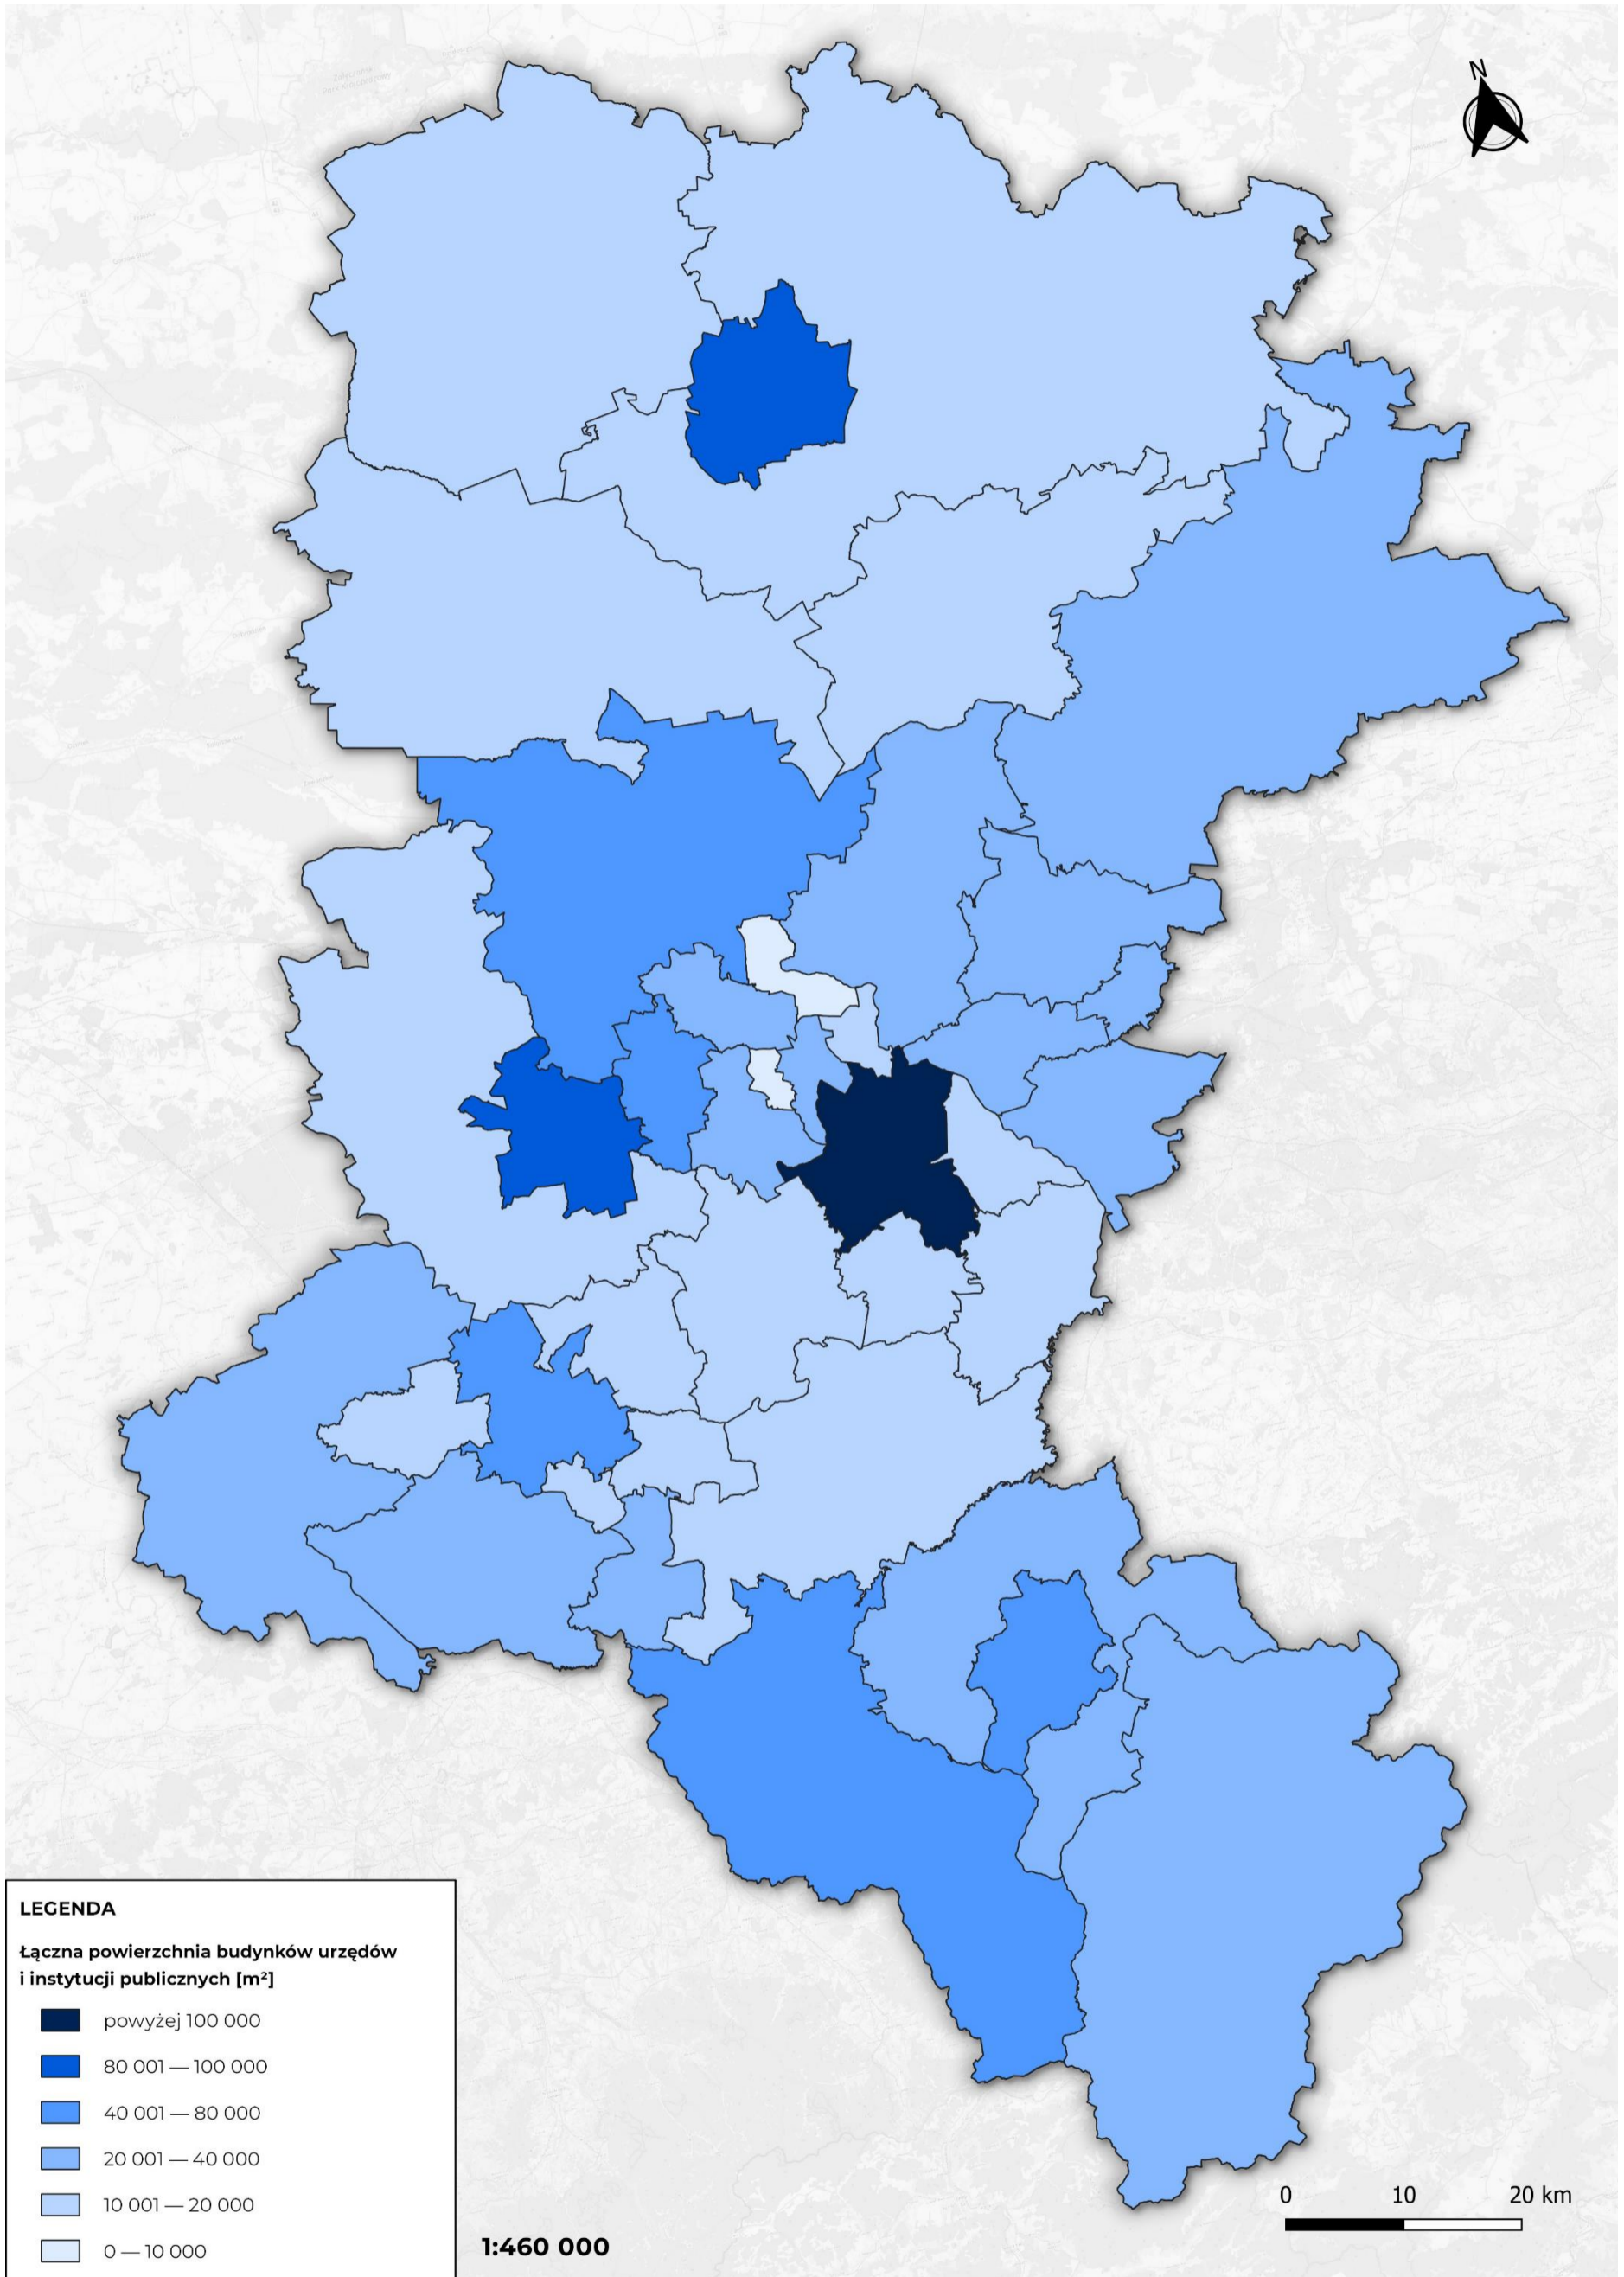 N
LEGENDA
Łączna powierzchnia budynków urzędów
i instytucji publicznych [m²]
powyżej 100 000
80 001 — 100 000
40 001 — 80 000
20 001 — 40 000
10 001 — 20 000
0 — 10 000
1:460 000
0 10 20 km